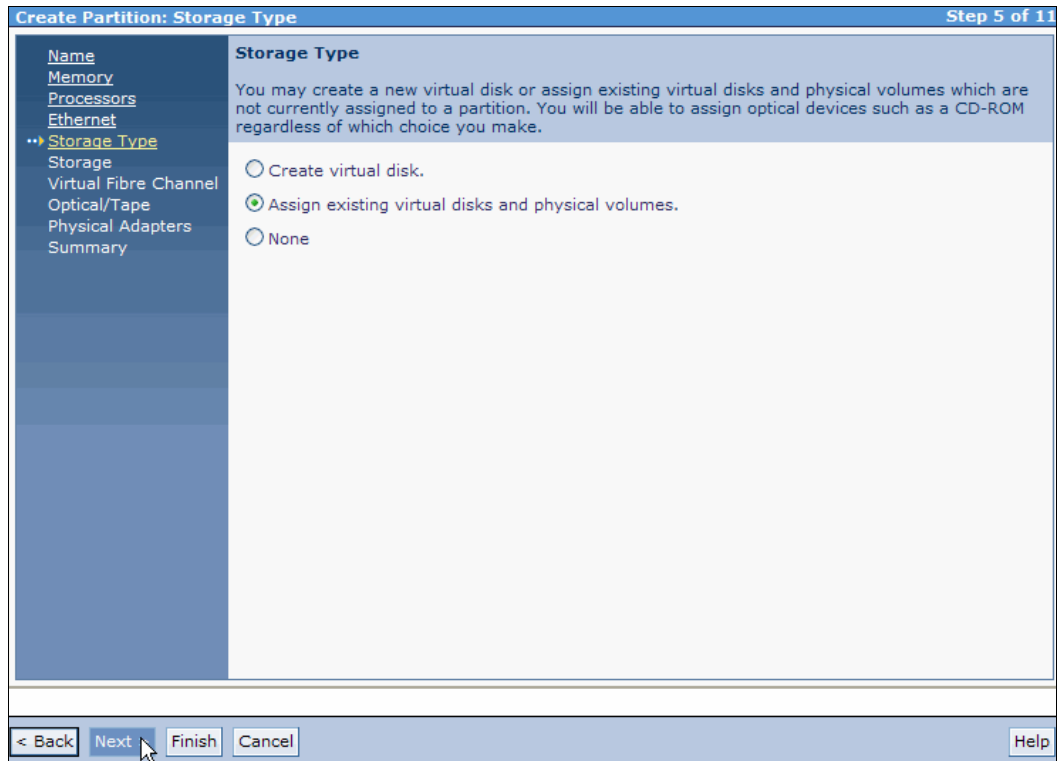 Create Partition: Storage Type
Step 5 of 11
Name
Memory
Processors
Ethernet
Storage Type
Storage
Virtual Fibre Channel
Optical/Tape
Physical Adapters
Summary
Storage Type
You may create a new virtual disk or assign existing virtual disks and physical volumes which are
not currently assigned to a partition. You will be able to assign optical devices such as a CD-ROM
regardless of which choice you make.
Create virtual disk.
Assign existing virtual disks and physical volumes.
None
< Back
Next
Finish
Cancel
Help